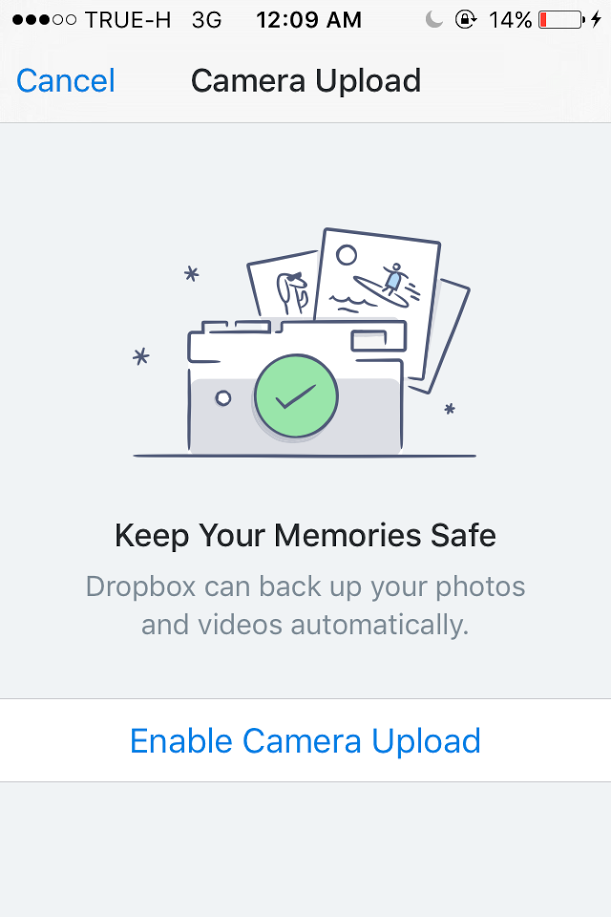 TRUE-H 3G 12:09 AM 14%
Cancel Camera Upload
Keep Your Memories Safe
Dropbox can back up your photos
and videos automatically.
Enable Camera Upload